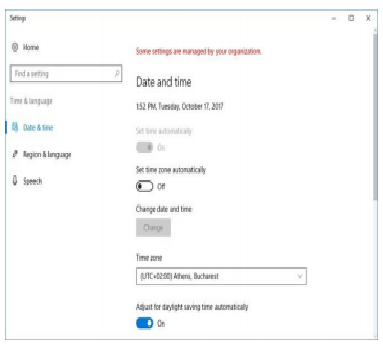 Settings
Home
Some settings are managed by your organization.
Find a setting
Date and time
Time & language
1:52 PM, Tuesday, October 17, 2017
Date & time
Set time automatically
On
Region & language
Set time zone automatically
Speech
Off
Change date and time
Change
Time zone
(UTC+02:00) Athens, Bucharest
Adjust for daylight saving time automatically
On